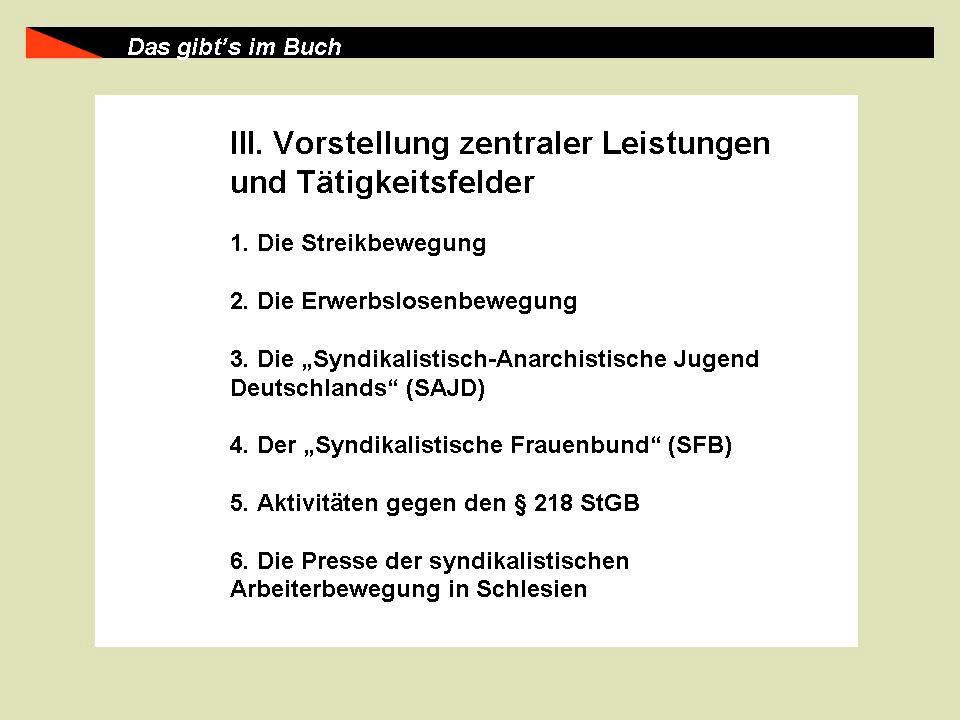 Das gibt’s im Buch
III. Vorstellung zentraler Leistungen
und Tätigkeitsfelder
1. Die Streikbewegung
2. Die Erwerbslosenbewegung
3. Die „Syndikalistisch-Anarchistische Jugend
Deutschlands“ (SAJD)
4. Der „Syndikalistische Frauenbund“ (SFB)
5. Aktivitäten gegen den § 218 StGB
6. Die Presse der syndikalistischen
Arbeiterbewegung in Schlesien